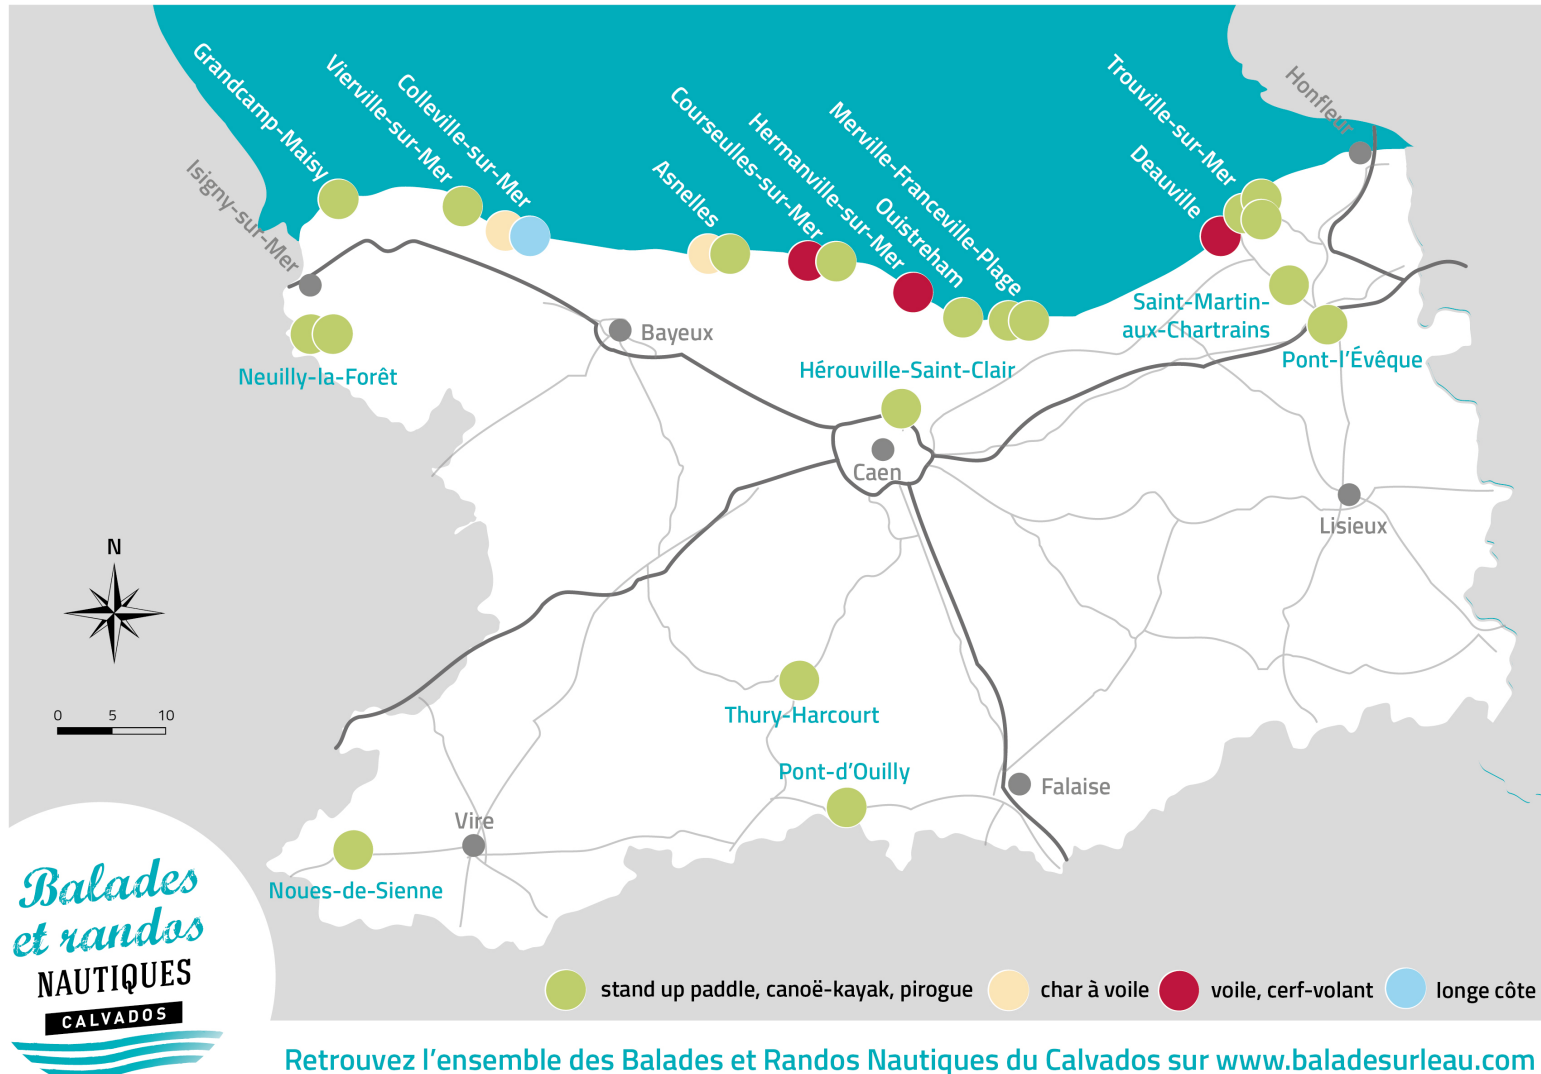 Grandcamp-Maisy
Vierville-sur-Mer
Colleville-sur-Mer
Asnelles
Courseulles-sur-Mer
Hermanville-sur-Mer
Merville-Franceville-Plage
Ouistreham
Trouville-sur-Mer
Deauville
Honfleur
Isigny-sur-Mer
Saint-Martin-
aux-Chartrains
Bayeux
Pont-l'Évêque
Hérouville-Saint-Clair
Neuilly-la-Forêt
Caen
Lisieux
N
0 5 10
Thury-Harcourt
Pont-d'Ouilly
Falaise
Vire
Noues-de-Sienne
Balades
et randos
NAUTIQUES
CALVADOS
stand up paddle, canoë-kayak, pirogue
char à voile
voile, cerf-volant
longe côte
Retrouvez l'ensemble des Balades et Randos Nautiques du Calvados sur www.baladesurleau.com